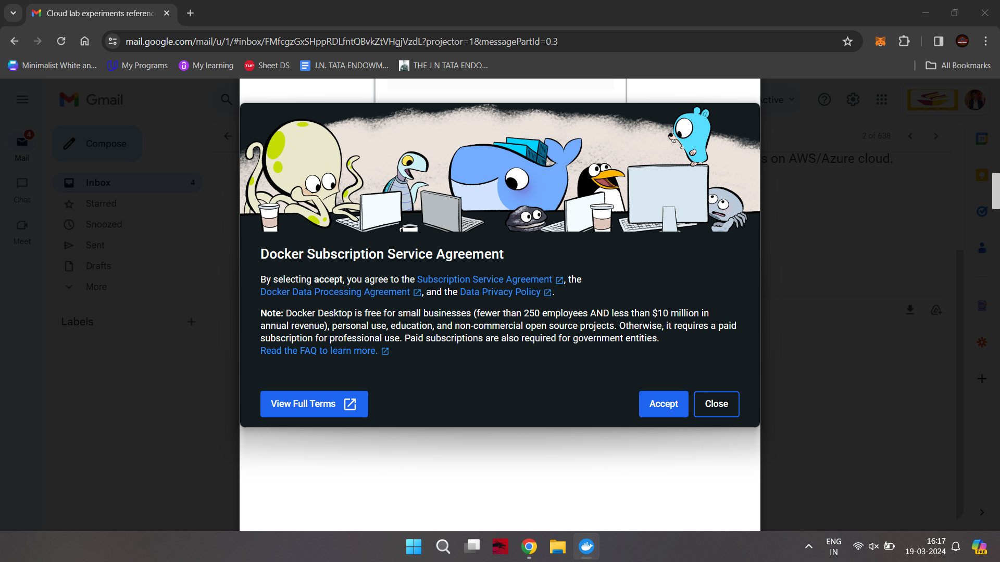 Cloud lab experiments referenc
mail.google.com/mail/u/1/#inbox/FMfcgzGxSHppRDLfntQBvkZtVHgjVzdL?projector=1&messagePartId=0.3
Minimalist White an...
My Programs
My learning
TUF
Sheet DS
J.N. TATA ENDOWM...
THE J N TATA ENDO...
All Bookmarks
Gmail
ctive
4
Mail
Compose
2 of 638
31
s on AWS/Azure cloud.
Inbox
4
Chat
Starred
Snoozed
Meet
Sent
Drafts
More
Labels
Docker Subscription Service Agreement
By selecting accept, you agree to the Subscription Service Agreement , the
Docker Data Processing Agreement , and the Data Privacy Policy .
Note: Docker Desktop is free for small businesses (fewer than 250 employees AND less than $10 million in
annual revenue), personal use, education, and non-commercial open source projects. Otherwise, it requires a paid
subscription for professional use. Paid subscriptions are also required for government entities.
Read the FAQ to learn more.
View Full Terms
Accept
Close
ENG
IN
16:17
19-03-2024
PRE